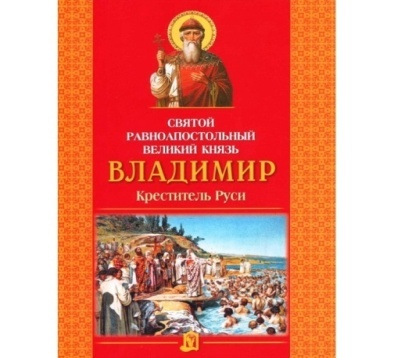 СВЯТОЙ
РАВНОАПОСТОЛЬНЫЙ
ВЕЛИКИЙ КНЯЗЬ
ВЛАДИМИР
Креститель Руси